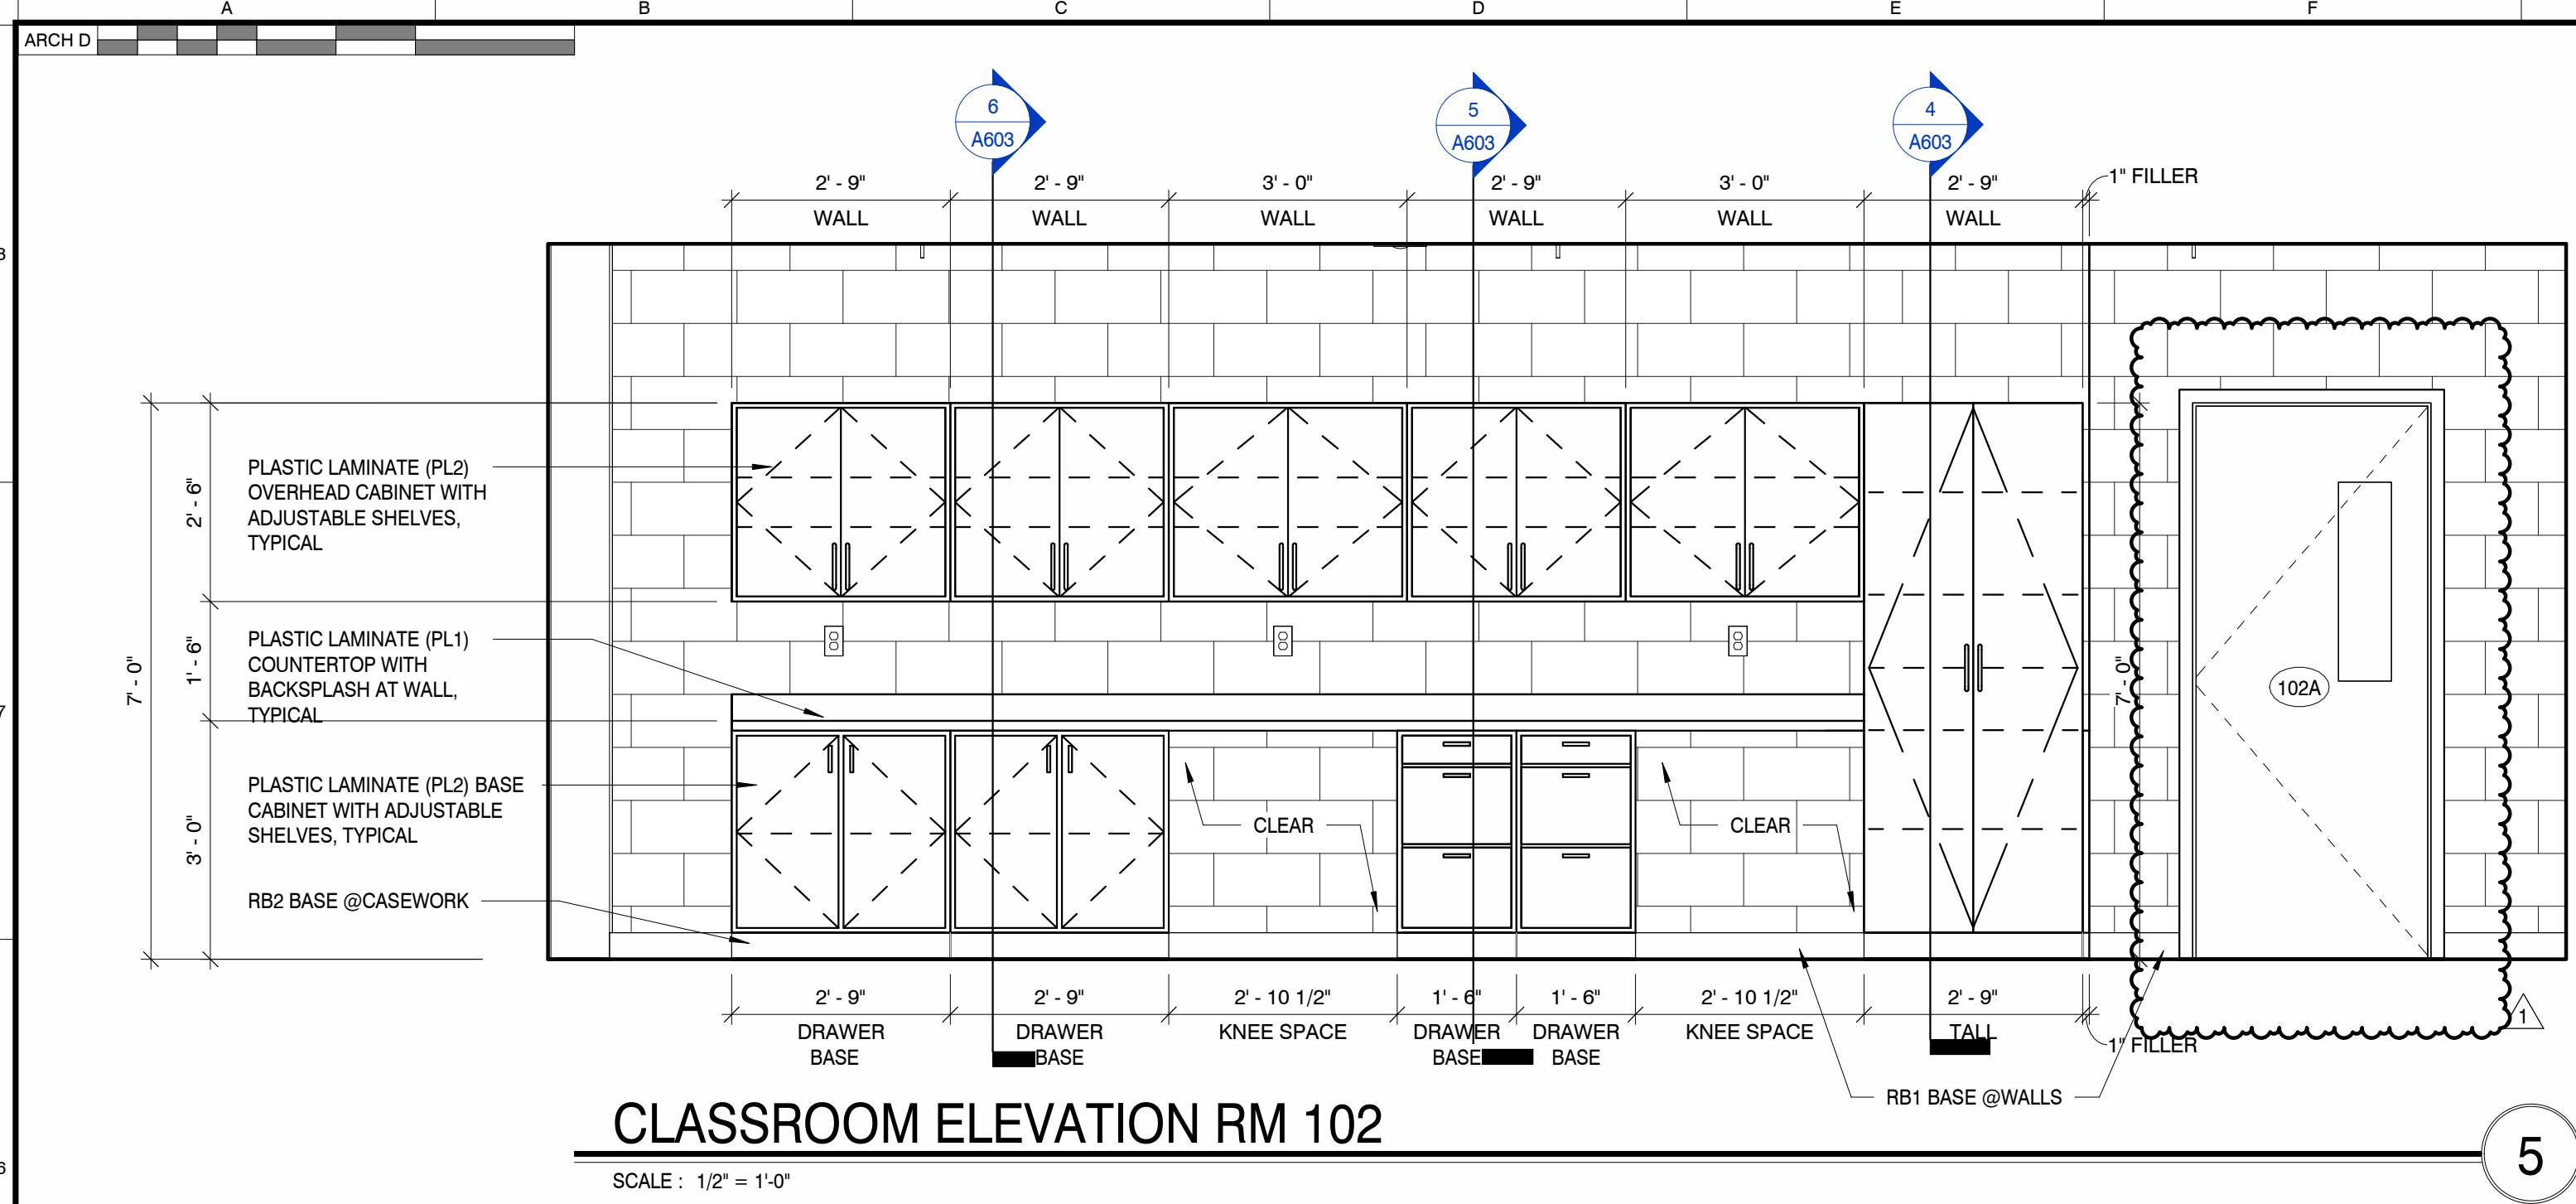 A B C D E F
ARCH D
6
A603
5
A603
4
A603
2' - 9" 2' - 9" 3' - 0" 2' - 9" 3' - 0" 2' - 9" 1" FILLER
WALL WALL WALL WALL WALL WALL
8
PLASTIC LAMINATE (PL2)
OVERHEAD CABINET WITH
ADJUSTABLE SHELVES,
TYPICAL
2' - 6"
PLASTIC LAMINATE (PL1)
COUNTERTOP WITH
BACKSPLASH AT WALL,
TYPICAL
1' - 6"
7' - 0"
7' - 0"
102A
7
PLASTIC LAMINATE (PL2) BASE
CABINET WITH ADJUSTABLE
SHELVES, TYPICAL
3' - 0"
CLEAR CLEAR
RB2 BASE @CASEWORK
2' - 9" 2' - 9" 2' - 10 1/2" 1' - 6" 1' - 6" 2' - 10 1/2" 2' - 9"
DRAWER DRAWER KNEE SPACE DRAWER DRAWER KNEE SPACE TALL
BASE BASE BASE BASE
1" FILLER
1
RB1 BASE @WALLS
CLASSROOM ELEVATION RM 102
5
SCALE : 1/2" = 1'-0"
6